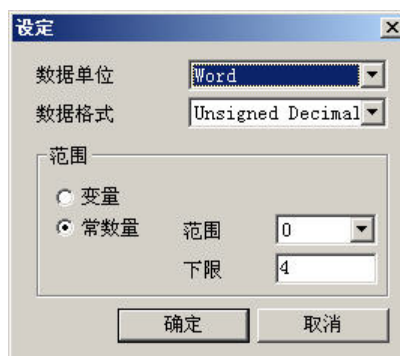 设定
数据单位 Word
数据格式 Unsigned Decimal
范围
变量
常数量 范围 0
下限 4
确定 取消